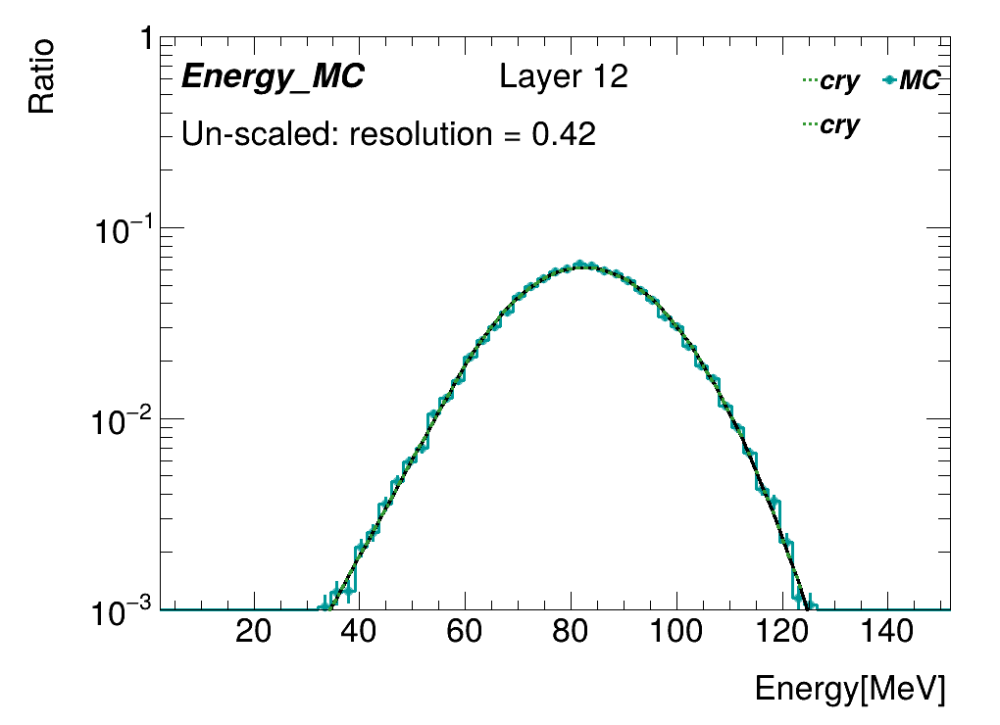 Ratio
1
Energy_MC Layer 12 cry MC
Un-scaled: resolution = 0.42 cry
10⁻¹
10⁻²
10⁻³
20 40 60 80 100 120 140
Energy[MeV]